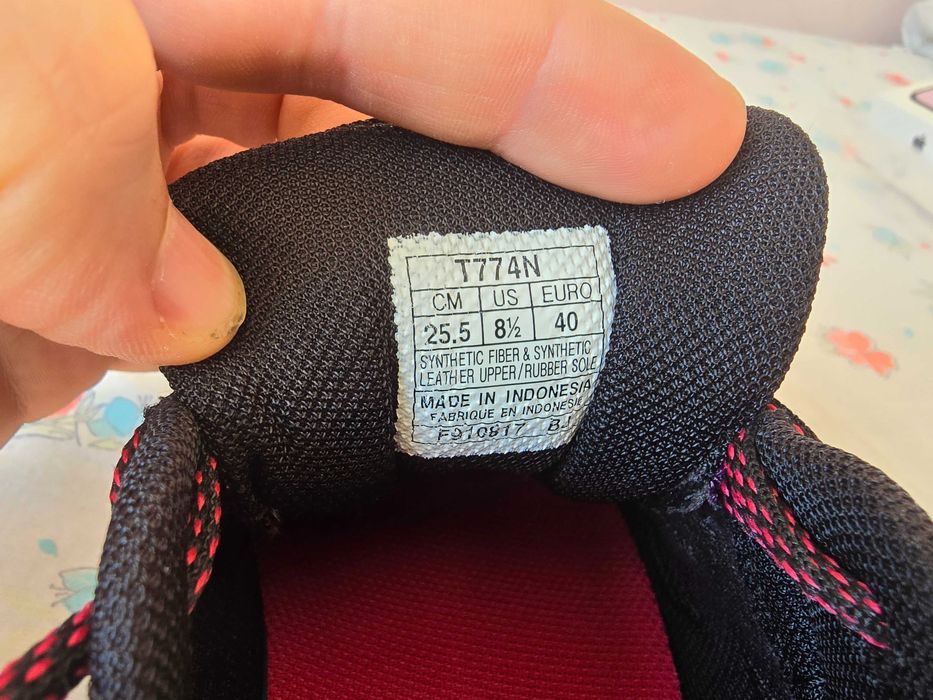 T774N
CM US EURO
25.5 8½ 40
SYNTHETIC FIBER & SYNTHETIC
LEATHER UPPER/RUBBER SOLE
MADE IN INDONESIA
FABRIQUE EN INDONESIE